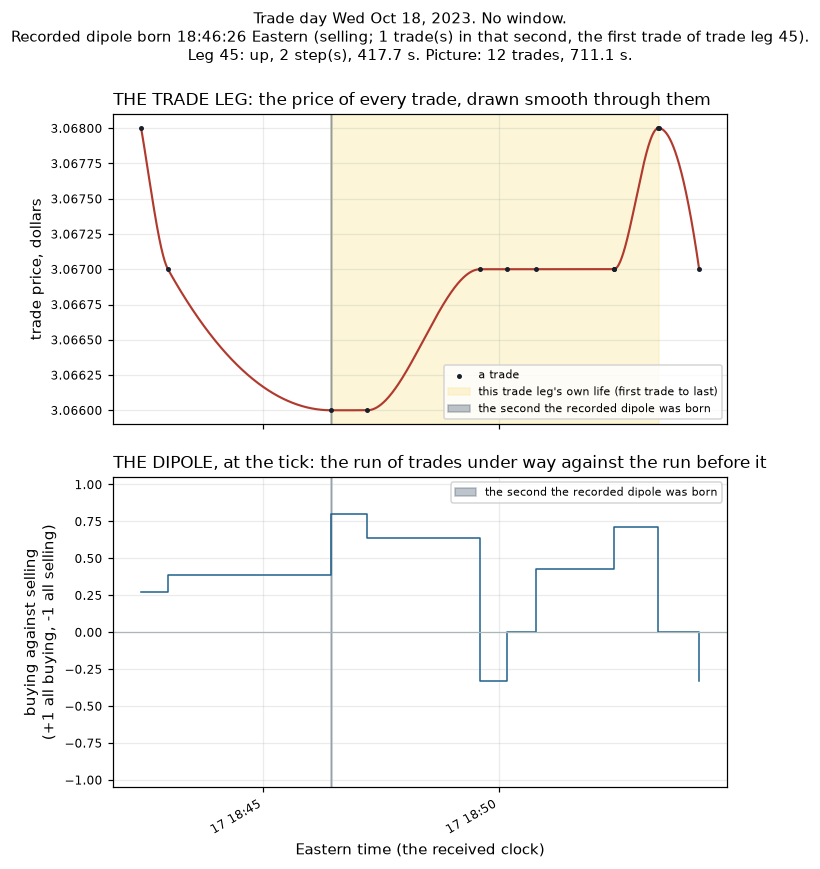 Trade day Wed Oct 18, 2023. No window.
Recorded dipole born 18:46:26 Eastern (selling; 1 trade(s) in that second, the first trade of trade leg 45).
Leg 45: up, 2 step(s), 417.7 s. Picture: 12 trades, 711.1 s.
THE TRADE LEG: the price of every trade, drawn smooth through them
3.06800
3.06775
3.06750
3.06725
3.06700
3.06675
3.06650
3.06625
3.06600
trade price, dollars
a trade
this trade leg's own life (first trade to last)
the second the recorded dipole was born
THE DIPOLE, at the tick: the run of trades under way against the run before it
1.00
0.75
0.50
0.25
0.00
−0.25
−0.50
−0.75
−1.00
buying against selling
(+1 all buying, -1 all selling)
the second the recorded dipole was born
17 18:45
17 18:50
Eastern time (the received clock)